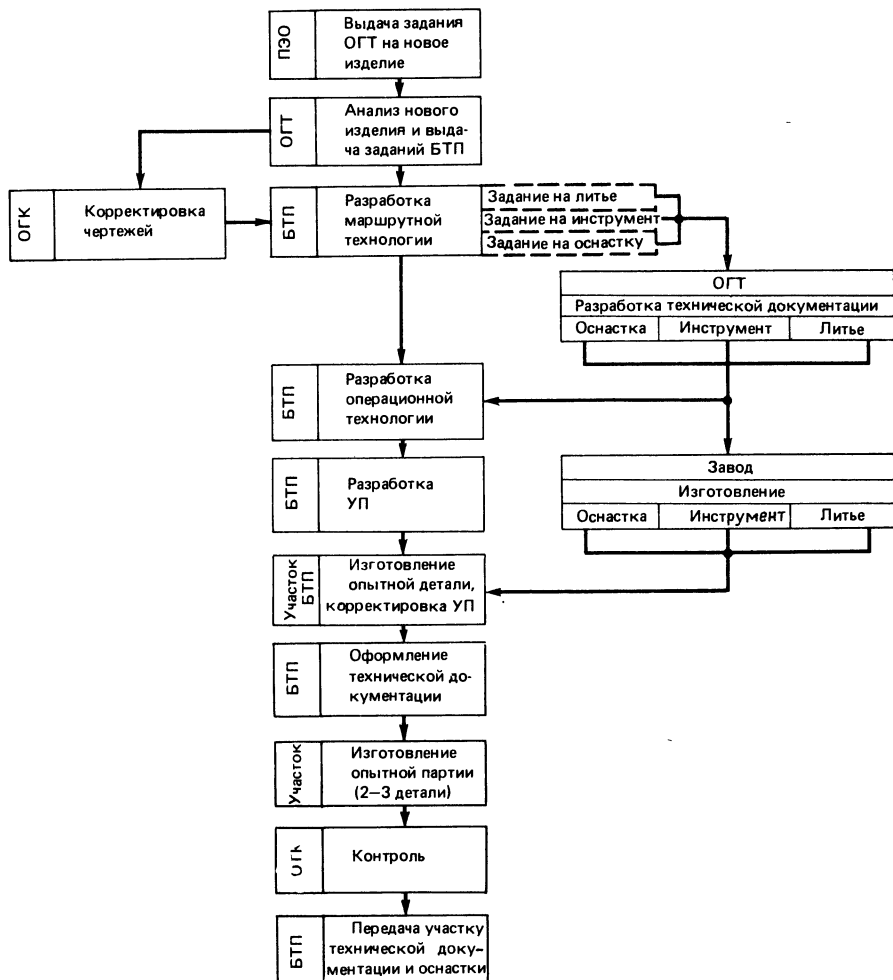 ПЭО
Выдача задания
ОГТ на новое
изделие
ОГТ
Анализ нового
изделия и выда-
ча заданий БТП
ОГК
Корректировка
чертежей
БТП
Разработка
маршрутной
технологии
Задание на литье
Задание на инструмент
Задание на оснастку
ОГТ
Разработка технической документации
Оснастка
Инструмент
Литье
БТП
Разработка
операционной
технологии
Завод
Изготовление
Оснастка
Инструмент
Литье
БТП
Разработка
УП
Участок
БТП
Изготовление
опытной детали,
корректировка УП
БТП
Оформление
технической до-
кументации
Участок
Изготовление
опытной партии
(2—3 детали)
ОГК
Контроль
БТП
Передача участку
технической доку-
ментации и оснастки